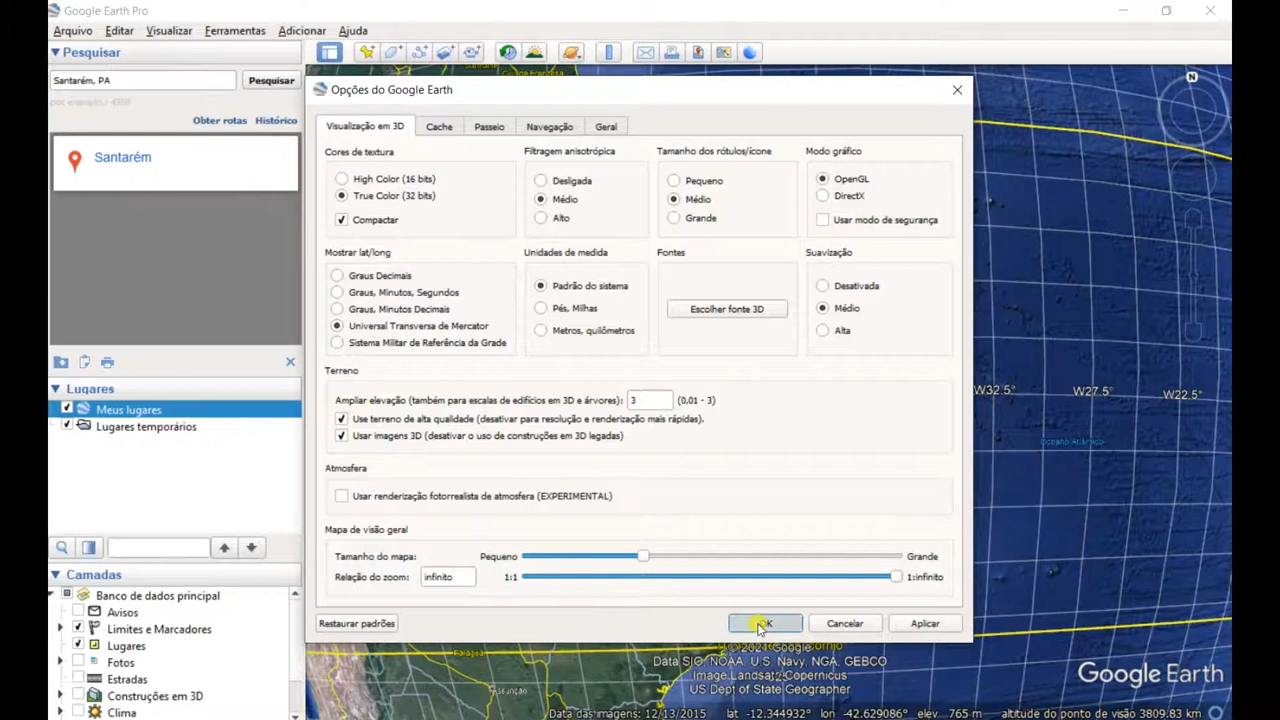 Google Earth Pro
Arquivo Editar Visualizar Ferramentas Adicionar Ajuda
Pesquisar
Santarém, PA Pesquisar
Obter rotas Histórico
Santarém
Lugares
Meus lugares
Lugares temporários
Camadas
Banco de dados principal
Avisos
Limites e Marcadores
Lugares
Fotos
Estradas
Construções em 3D
Clima
Opções do Google Earth
Visualização em 3D Cache Passeio Navegação Geral
Cores de textura
High Color (16 bits)
True Color (32 bits)
Compactar
Filtragem anisotrópica
Desligada
Médio
Alto
Tamanho dos rótulos/ícone
Pequeno
Médio
Grande
Modo gráfico
OpenGL
DirectX
Usar modo de segurança
Mostrar lat/long
Graus Decimais
Graus, Minutos, Segundos
Graus, Minutos Decimais
Universal Transversa de Mercator
Sistema Militar de Referência da Grade
Unidades de medida
Padrão do sistema
Pés, Milhas
Metros, quilômetros
Fontes
Escolher fonte 3D
Suavização
Desativada
Médio
Alta
Terreno
Ampliar elevação (também para escalas de edifícios em 3D e árvores): 3 (0,01 - 3)
Use terreno de alta qualidade (desativar para resolução e renderização mais rápidas).
Usar imagens 3D (desativar o uso de construções em 3D legadas)
Atmosfera
Usar renderização fotorrealista de atmosfera (EXPERIMENTAL)
Mapa de visão geral
Tamanho do mapa: Pequeno Grande
Relação do zoom: infinito 1:1 1:infinito
Restaurar padrões OK Cancelar Aplicar
N
W32.5° W27.5° W22.5°
Oceano Atlântico
Google
Data SIO, NOAA, U.S. Navy, NGA, GEBCO
Image Landsat / Copernicus
US Dept of State Geographer
Assunção
Google Earth
Data das imagens: 12/13/2015 lat -12.344932° lon -42.629086° elev 765 m altitude do ponto de visão 3809.83 km